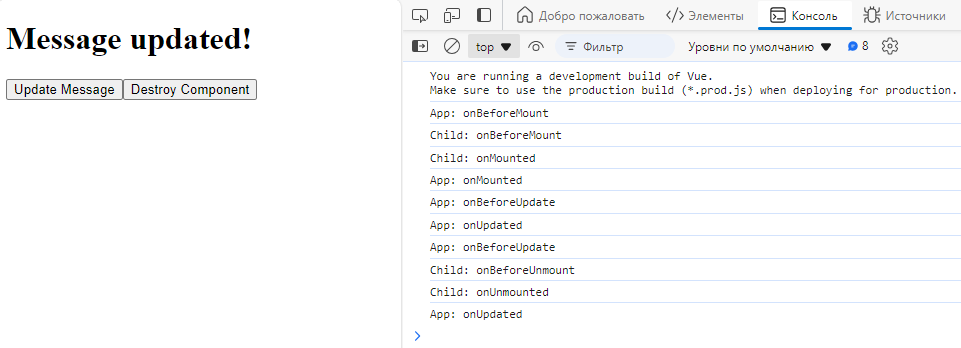 Message updated!
Update Message Destroy Component
Добро пожаловать Элементы Консоль Источники
top Фильтр Уровни по умолчанию 8
You are running a development build of Vue.
Make sure to use the production build (*.prod.js) when deploying for production.
App: onBeforeMount
Child: onBeforeMount
Child: onMounted
App: onMounted
App: onBeforeUpdate
App: onUpdated
App: onBeforeUpdate
Child: onBeforeUnmount
Child: onUnmounted
App: onUpdated